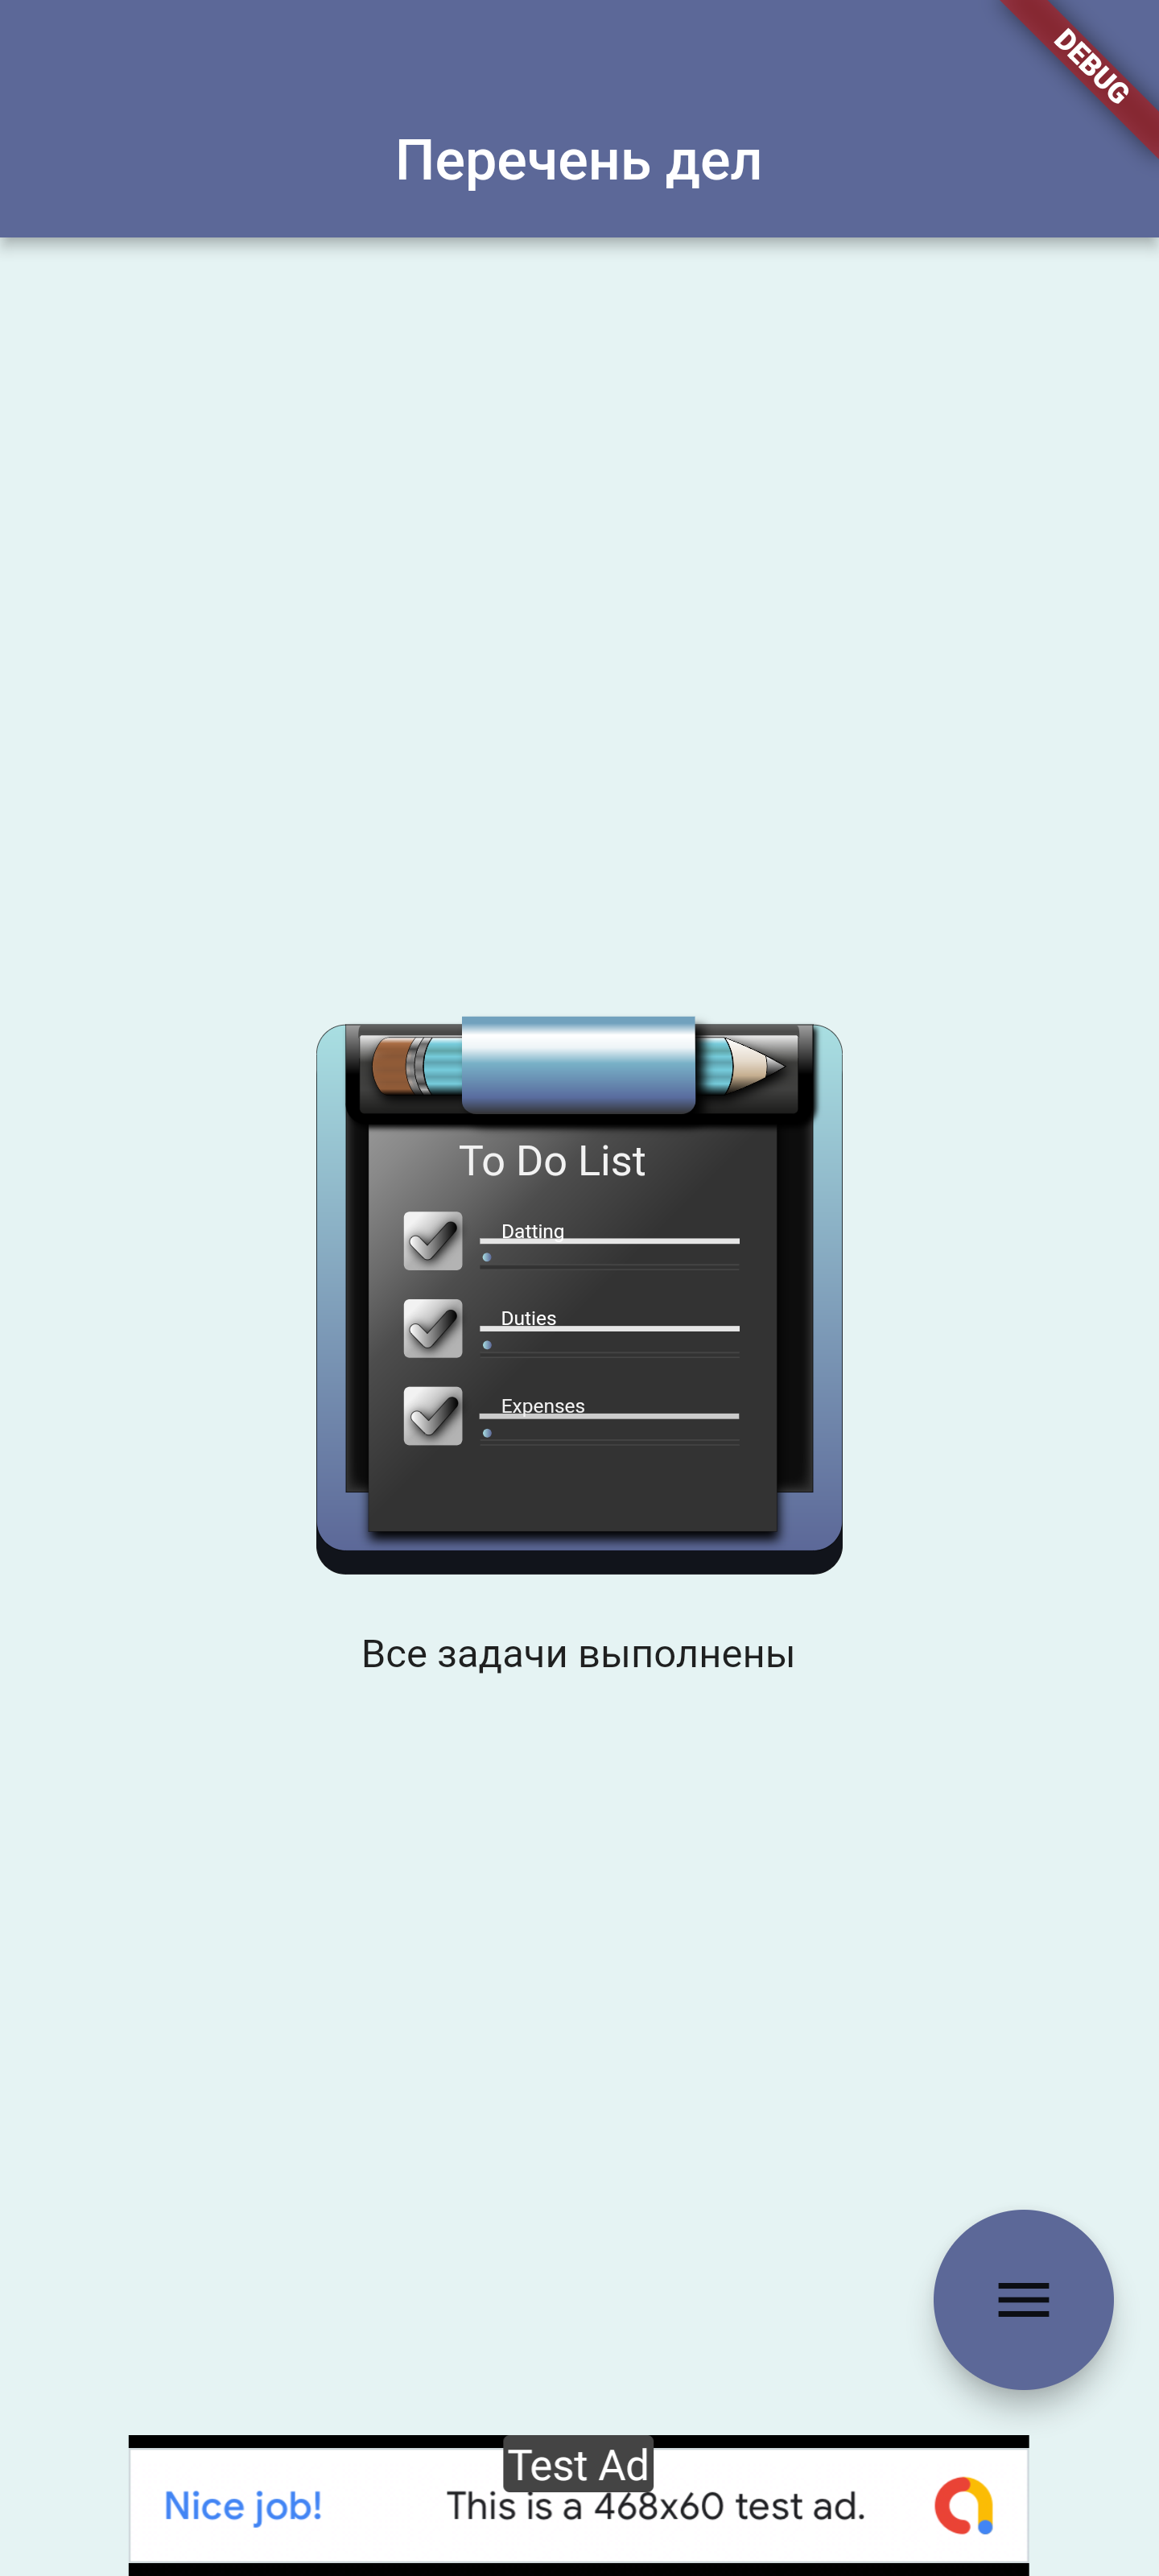 DEBUG
Перечень дел
To Do List
Datting
Duties
Expenses
Все задачи выполнены
Test Ad
Nice job! This is a 468x60 test ad.